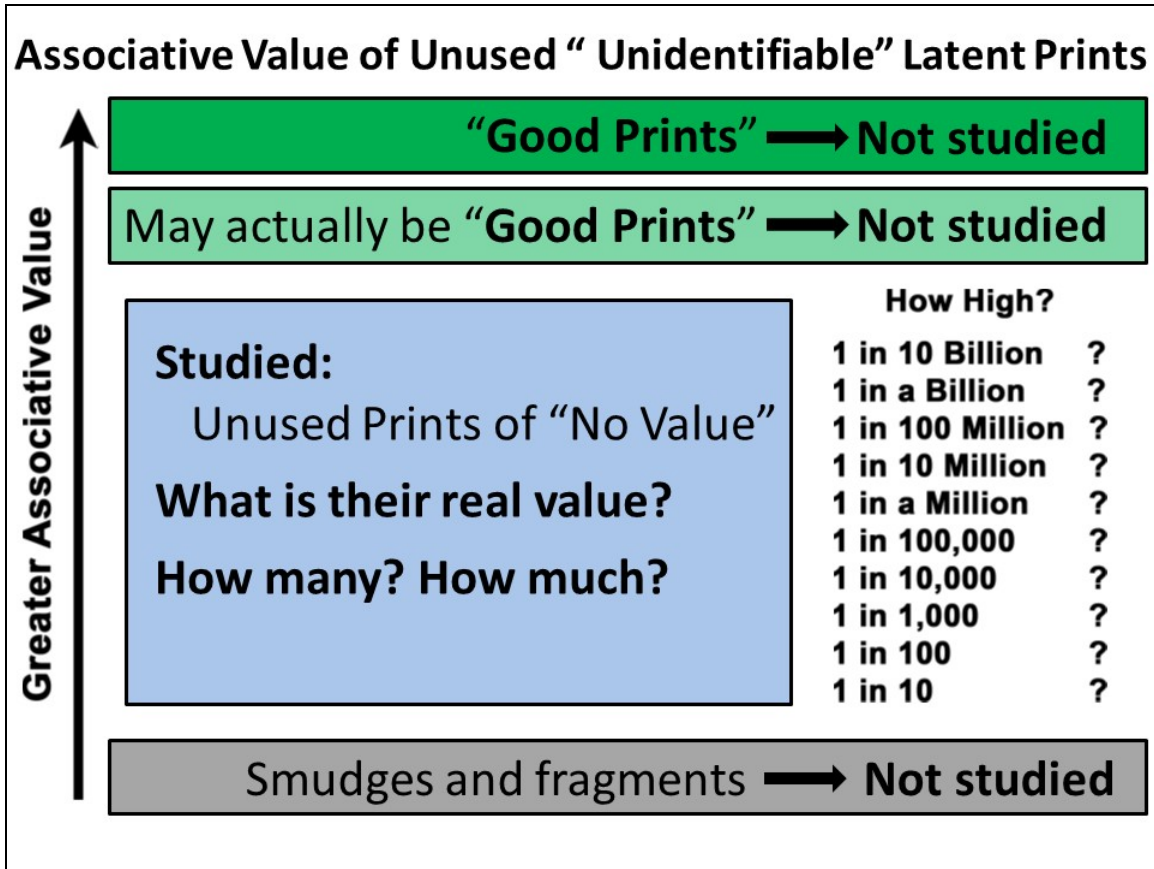 Associative Value of Unused “ Unidentifiable” Latent Prints
Greater Associative Value
“Good Prints” → Not studied
May actually be “Good Prints” → Not studied
Studied:
Unused Prints of “No Value”
What is their real value?
How many? How much?
How High?
1 in 10 Billion ?
1 in a Billion ?
1 in 100 Million ?
1 in 10 Million ?
1 in a Million ?
1 in 100,000 ?
1 in 10,000 ?
1 in 1,000 ?
1 in 100 ?
1 in 10 ?
Smudges and fragments → Not studied